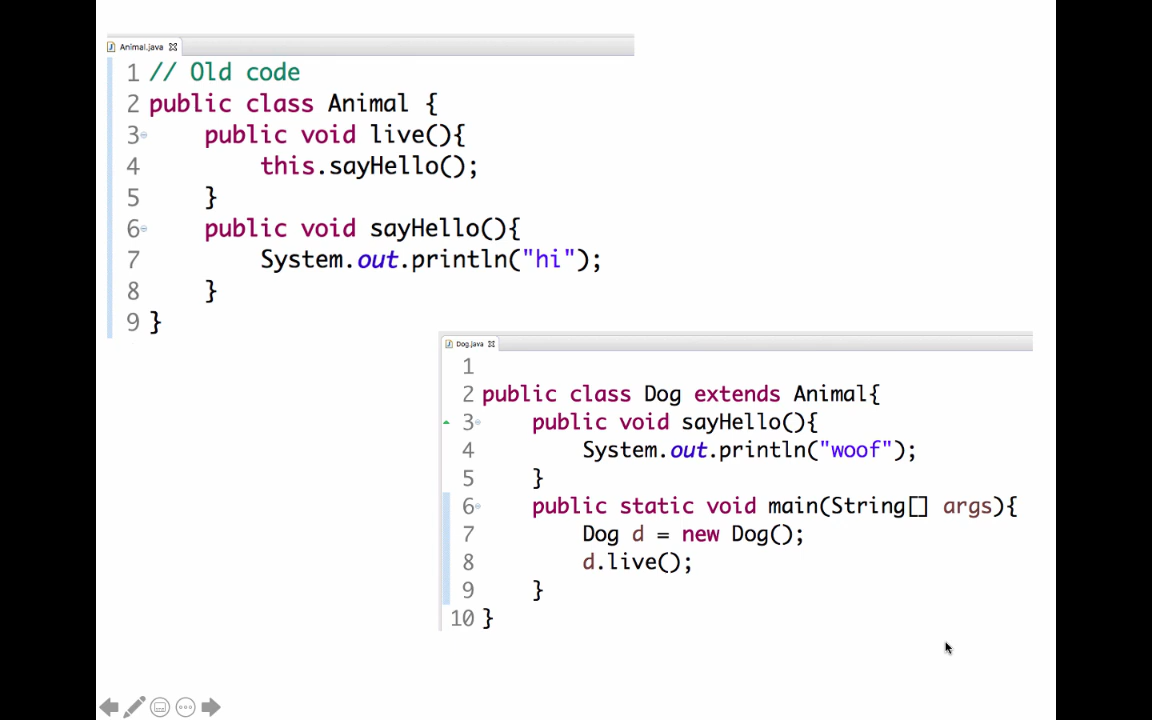 Animal.java
1 // Old code
2 public class Animal {
3 public void live(){
4 this.sayHello();
5 }
6 public void sayHello(){
7 System.out.println("hi");
8 }
9 }
Dog.java
1
2 public class Dog extends Animal{
3 public void sayHello(){
4 System.out.println("woof");
5 }
6 public static void main(String[] args){
7 Dog d = new Dog();
8 d.live();
9 }
10 }